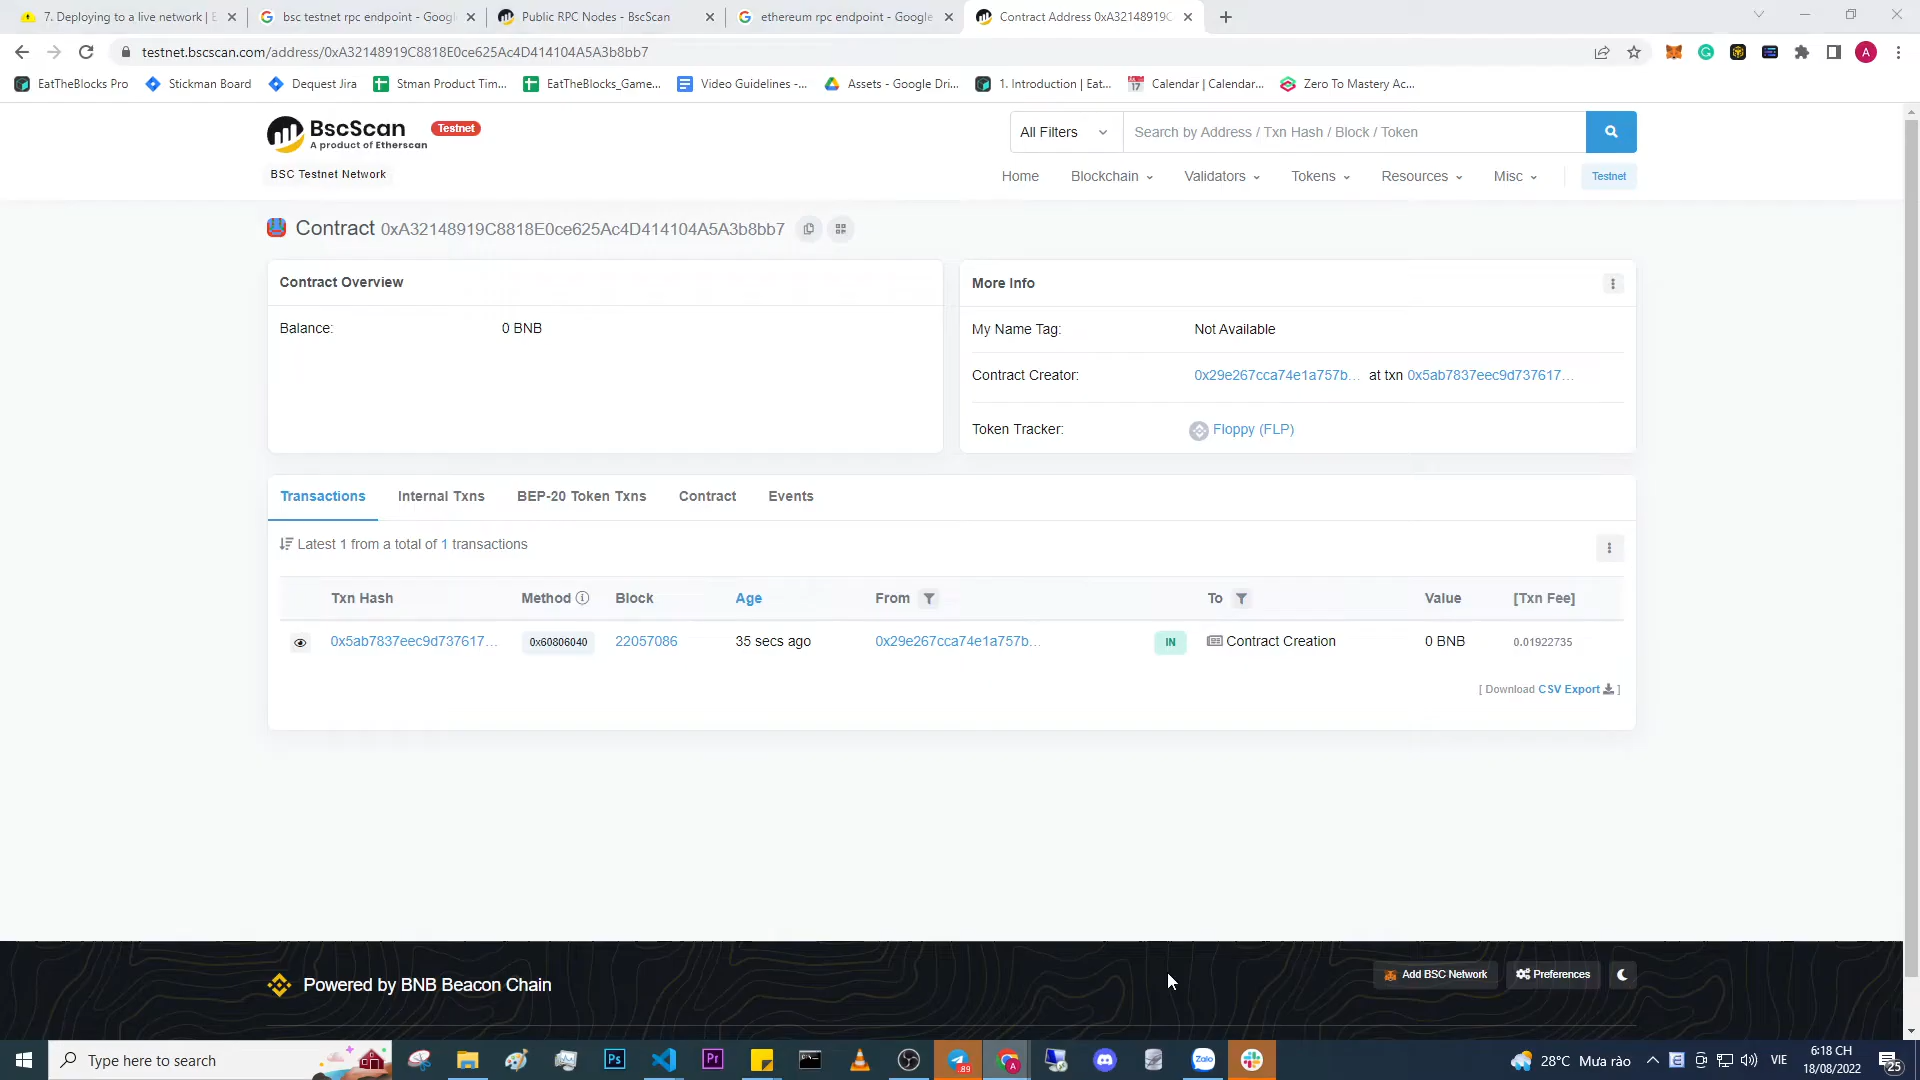 7. Deploying to a live network | E
bsc testnet rpc endpoint - Googl
Public RPC Nodes - BscScan
ethereum rpc endpoint - Google
Contract Address 0xA32148919C
testnet.bscscan.com/address/0xA32148919C8818E0ce625Ac4D414104A5A3b8bb7
A
EatTheBlocks Pro
Stickman Board
Dequest Jira
Stman Product Tim...
EatTheBlocks_Game...
Video Guidelines -...
Assets - Google Dri...
1. Introduction | Eat...
Calendar | Calendar...
Zero To Mastery Ac...
BscScan
Testnet
A product of Etherscan
BSC Testnet Network
All Filters
Search by Address / Txn Hash / Block / Token
Home
Blockchain
Validators
Tokens
Resources
Misc
Testnet
Contract 0xA32148919C8818E0ce625Ac4D414104A5A3b8bb7
Contract Overview
Balance:
0 BNB
More Info
My Name Tag:
Not Available
Contract Creator:
0x29e267cca74e1a757b... at txn 0x5ab7837eec9d737617...
Token Tracker:
Floppy (FLP)
Transactions
Internal Txns
BEP-20 Token Txns
Contract
Events
Latest 1 from a total of 1 transactions
Txn Hash
Method
Block
Age
From
To
Value
[Txn Fee]
0x5ab7837eec9d737617...
0x60806040
22057086
35 secs ago
0x29e267cca74e1a757b...
IN
Contract Creation
0 BNB
0.01922735
[ Download CSV Export ]
Powered by BNB Beacon Chain
Add BSC Network
Preferences
Type here to search
Ps
Pr
89
A
Zalo
28°C Mưa rào
VIE
6:18 CH
18/08/2022
25